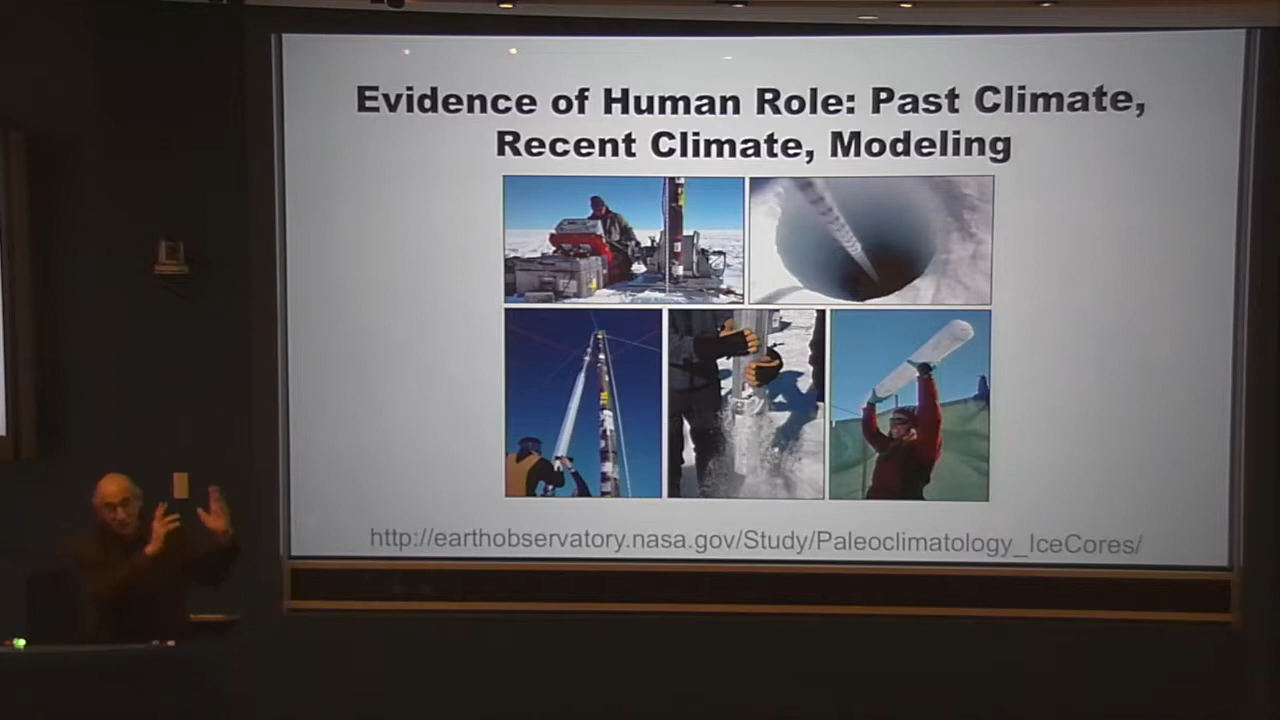 Evidence of Human Role: Past Climate,
Recent Climate, Modeling
http://earthobservatory.nasa.gov/Study/Paleoclimatology_IceCores/